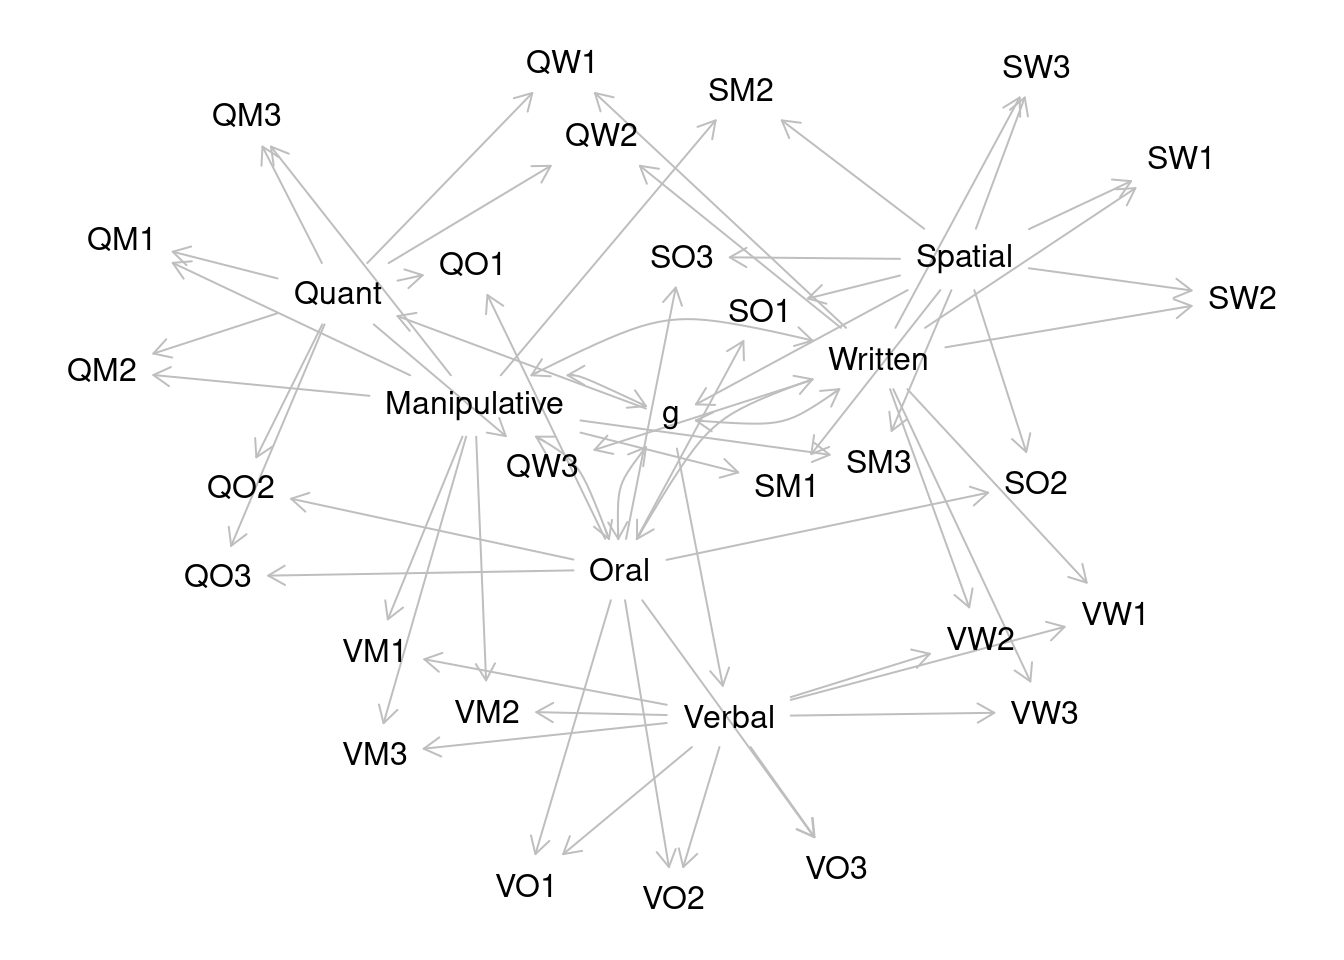 QW1
SW3
SM2
QM3
QW2
SW1
QM1
SO3
Spatial
QO1
Quant
SW2
SO1
Written
QM2
Manipulative
g
QW3
SM3
SO2
SM1
QO2
Oral
QO3
VW1
VW2
VM1
VM2
VW3
Verbal
VM3
VO3
VO1
VO2